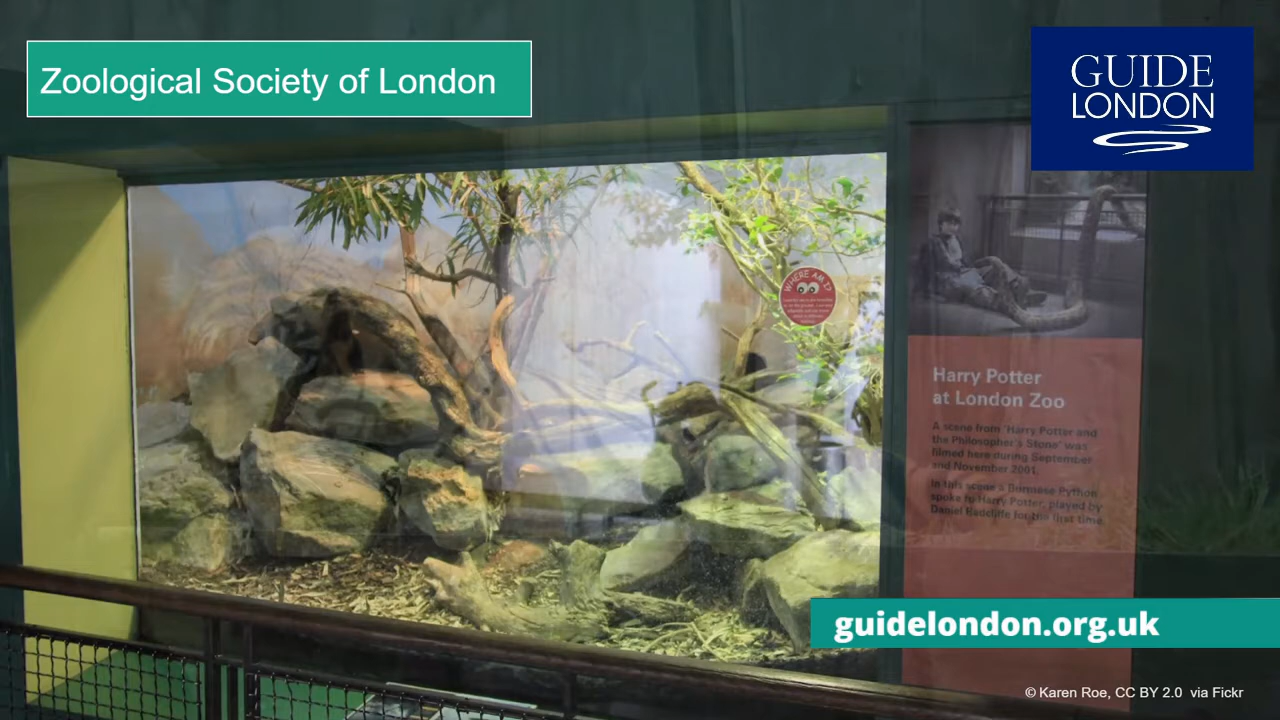 Zoological Society of London
GUIDE
LONDON
WHERE AM I?
Harry Potter
at London Zoo
A scene from 'Harry Potter and
the Philosopher's Stone' was
filmed here during September
and November 2001.
In this scene a Burmese Python
spoke to Harry Potter, played by
Daniel Radcliffe for the first time
guidelondon.org.uk
© Karen Roe, CC BY 2.0 via Fickr